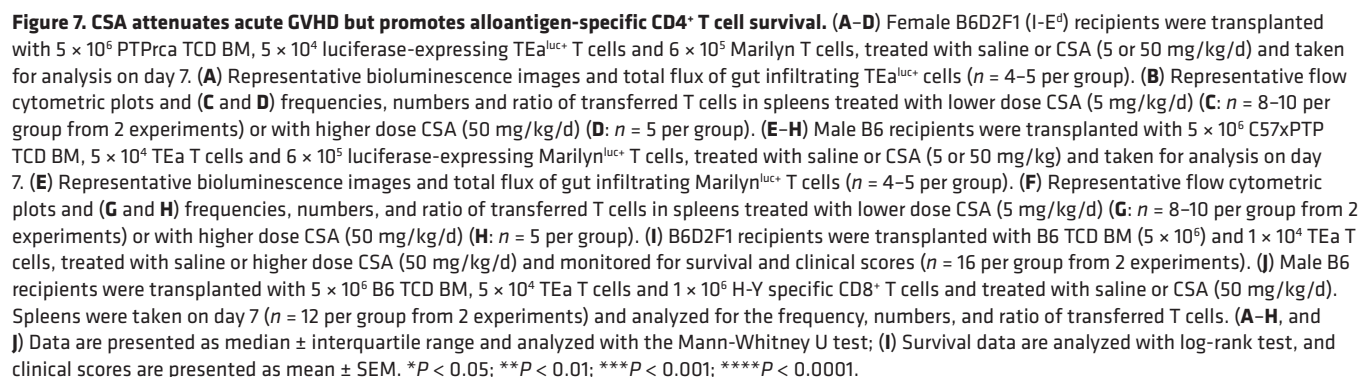 Figure 7. CSA attenuates acute GVHD but promotes alloantigen-specific CD4⁺ T cell survival. (A–D) Female B6D2F1 (I-Eᵈ) recipients were transplanted
with 5 × 10⁶ PTPrca TCD BM, 5 × 10⁴ luciferase-expressing TEaˡᵘᶜ⁺ T cells and 6 × 10⁵ Marilyn T cells, treated with saline or CSA (5 or 50 mg/kg/d) and taken
for analysis on day 7. (A) Representative bioluminescence images and total flux of gut infiltrating TEaˡᵘᶜ⁺ cells (n = 4–5 per group). (B) Representative flow
cytometric plots and (C and D) frequencies, numbers and ratio of transferred T cells in spleens treated with lower dose CSA (5 mg/kg/d) (C: n = 8–10 per
group from 2 experiments) or with higher dose CSA (50 mg/kg/d) (D: n = 5 per group). (E–H) Male B6 recipients were transplanted with 5 × 10⁶ C57xPTP
TCD BM, 5 × 10⁴ TEa T cells and 6 × 10⁵ luciferase-expressing Marilynˡᵘᶜ⁺ T cells, treated with saline or CSA (5 or 50 mg/kg) and taken for analysis on day
7. (E) Representative bioluminescence images and total flux of gut infiltrating Marilynˡᵘᶜ⁺ T cells (n = 4–5 per group). (F) Representative flow cytometric
plots and (G and H) frequencies, numbers, and ratio of transferred T cells in spleens treated with lower dose CSA (5 mg/kg/d) (G: n = 8–10 per group from 2
experiments) or with higher dose CSA (50 mg/kg/d) (H: n = 5 per group). (I) B6D2F1 recipients were transplanted with B6 TCD BM (5 × 10⁶) and 1 × 10⁴ TEa T
cells, treated with saline or higher dose CSA (50 mg/kg/d) and monitored for survival and clinical scores (n = 16 per group from 2 experiments). (J) Male B6
recipients were transplanted with 5 × 10⁶ B6 TCD BM, 5 × 10⁴ TEa T cells and 1 × 10⁶ H-Y specific CD8⁺ T cells and treated with saline or CSA (50 mg/kg/d).
Spleens were taken on day 7 (n = 12 per group from 2 experiments) and analyzed for the frequency, numbers, and ratio of transferred T cells. (A–H, and
J) Data are presented as median ± interquartile range and analyzed with the Mann-Whitney U test; (I) Survival data are analyzed with log-rank test, and
clinical scores are presented as mean ± SEM. *P < 0.05; **P < 0.01; ***P < 0.001; ****P < 0.0001.